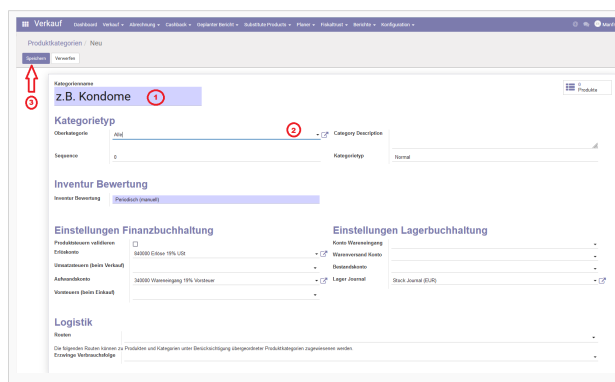 Verkauf Dashboard Verkauf Abrechnung Cashback Geplanter Bericht Substitute Products Planen Fiskaltrust Berichte Konfiguration
Produktkategorien / Neu
Speichern Verwerfen
3
Kategorienname
z.B. Kondome
1
0
Produkte
Kategorietyp
Oberkategorie Alle 2 Category Description
Sequence 0 Kategorietyp Normal
Inventur Bewertung
Inventur Bewertung Periodisch (manuell)
Einstellungen Finanzbuchhaltung Einstellungen Lagerbuchhaltung
Produktsteuern validieren Konto Wareneingang
Erlöskonto 840000 Erlöse 19% USt Warenversand Konto
Umsatzsteuern (beim Verkauf) Bestandskonto
Aufwandskonto 340000 Wareneingang 19% Vorsteuer Lager Journal Stock Journal (EUR)
Vorsteuern (beim Einkauf)
Logistik
Routen
Die folgenden Routen können zu Produkten und Kategorien unter Berücksichtigung übergeordneter Produktkategorien zugewiesenen werden.
Erzwinge Verbrauchsfolge